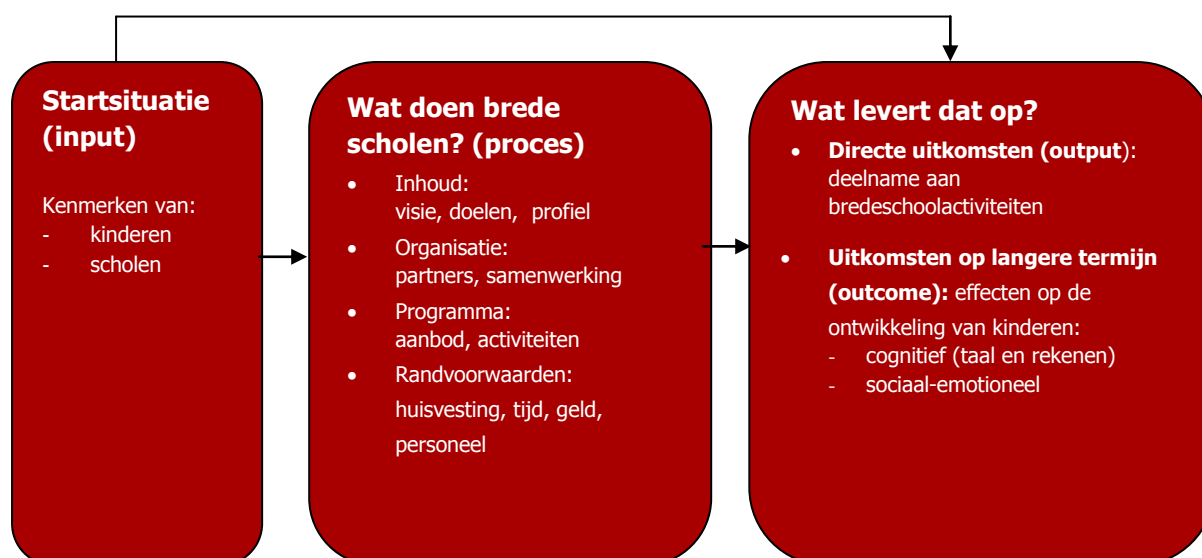 Startsituatie
(input)
Kenmerken van:
- kinderen
- scholen
Wat doen brede
scholen? (proces)
• Inhoud:
visie, doelen, profiel
• Organisatie:
partners, samenwerking
• Programma:
aanbod, activiteiten
• Randvoorwaarden:
huisvesting, tijd, geld,
personeel
Wat levert dat op?
• Directe uitkomsten (output):
deelname aan
bredeschoolactiviteiten
• Uitkomsten op langere termijn
(outcome): effecten op de
ontwikkeling van kinderen:
- cognitief (taal en rekenen)
- sociaal-emotioneel